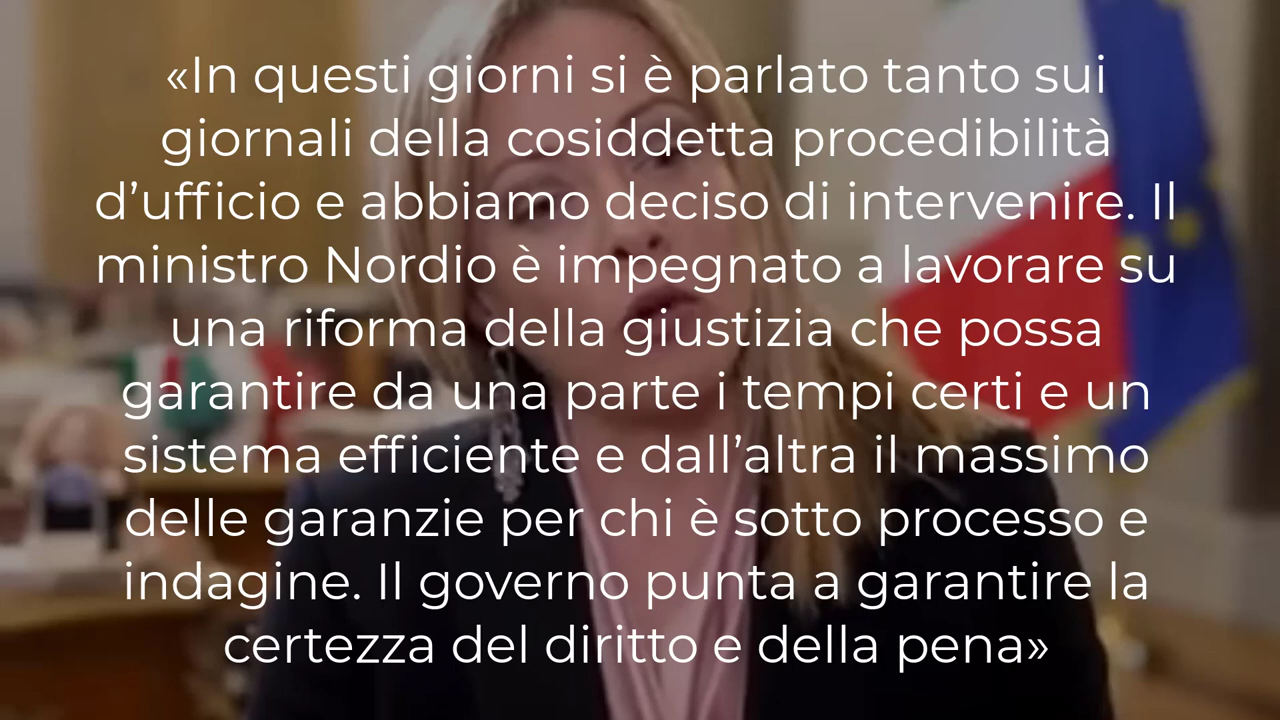 «In questi giorni si è parlato tanto sui
giornali della cosiddetta procedibilità
d’ufficio e abbiamo deciso di intervenire. Il
ministro Nordio è impegnato a lavorare su
una riforma della giustizia che possa
garantire da una parte i tempi certi e un
sistema efficiente e dall’altra il massimo
delle garanzie per chi è sotto processo e
indagine. Il governo punta a garantire la
certezza del diritto e della pena»